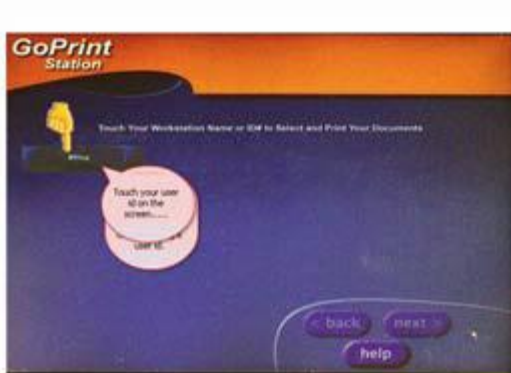 GoPrint
Station
Touch Your Workstation Name or ID# to Select and Print Your Documents
Touch your user
id on the
screen......
user id.
< back
next >
help